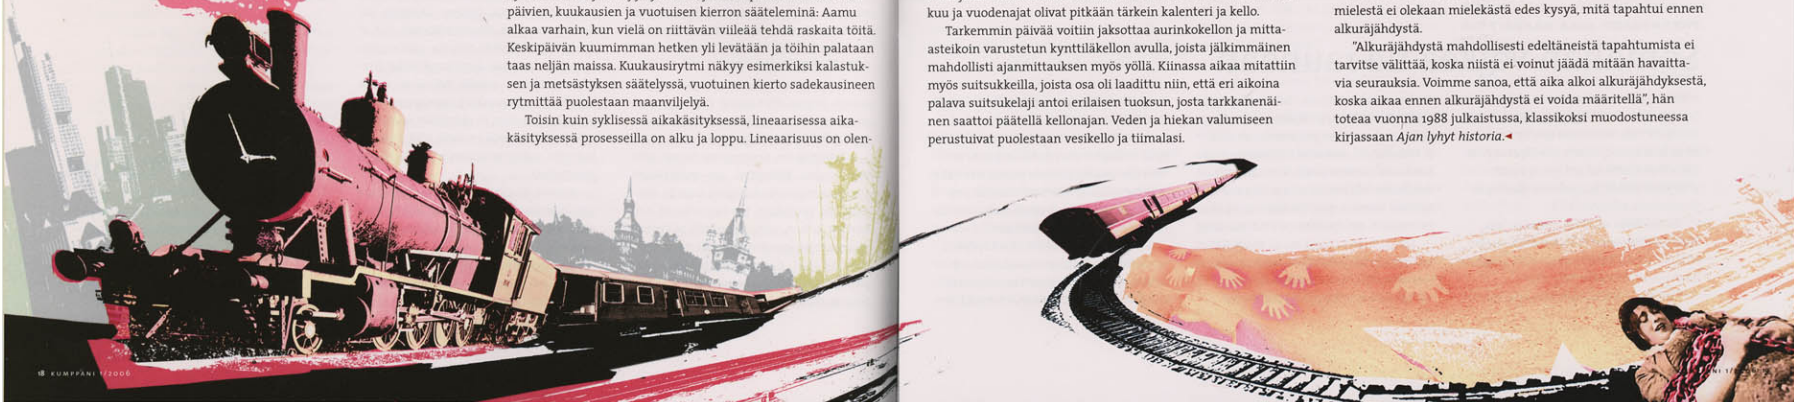 päivien, kuukausien ja vuotuisen kierron säätelemiä: Aamu
alkaa varhain, kun vielä on riittävän viileää tehdä raskaita töitä.
Keskipäivän kuumimman hetken yli levätään ja töihin palataan
taas neljän maissa. Kuukausirytmi näkyy esimerkiksi kalastuk-
sen ja metsästyksen säätelyssä, vuotuinen kierto sadekausineen
rytmittää puolestaan maanviljelyä.
Toisin kuin syklisessä aikakäsityksessä, lineaarisessa aika-
käsityksessä prosesseilla on alku ja loppu. Lineaarisuus on olen-
kuu ja vuodenajat olivat pitkään tärkein kalenteri ja kello.
Tarkemmin päivää voitiin jaksottaa aurinkokellon ja mitta-
asteikoin varustetun kynttiläkellon avulla, joista jälkimmäinen
mahdollisti ajanmittauksen myös yöllä. Kiinassa aikaa mitattiin
myös suitsukkeilla, joista osa oli laadittu niin, että eri aikoina
palava suitsukelaji antoi erilaisen tuoksun, josta tarkkanenäi-
nen saattoi päätellä kellonajan. Veden ja hiekan valumiseen
perustuivat puolestaan vesikello ja tiimalasi.
mielestä ei olekaan mielekästä edes kysyä, mitä tapahtui ennen
alkuräjähdystä.
"Alkuräjähdystä mahdollisesti edeltäneistä tapahtumista ei
tarvitse välittää, koska niistä ei voinut jäädä mitään havaitta-
via seurauksia. Voimme sanoa, että aika alkoi alkuräjähdyksestä,
koska aikaa ennen alkuräjähdystä ei voida määritellä", hän
toteaa vuonna 1988 julkaistussa, klassikoksi muodostuneessa
kirjassaan Ajan lyhyt historia.
18 KUMPPANI 1/2006